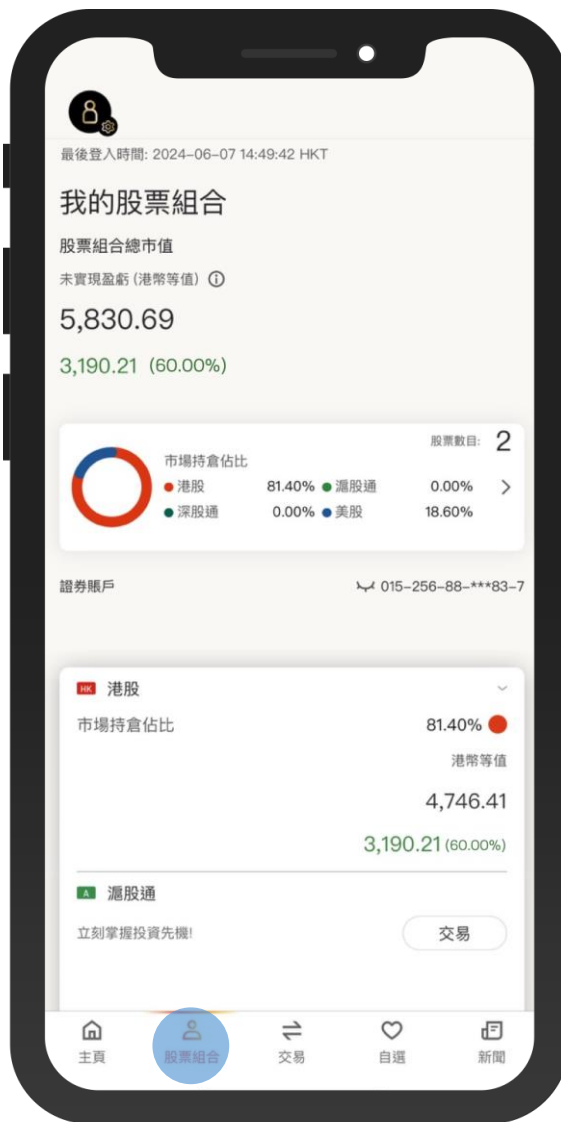 最後登入時間: 2024-06-07 14:49:42 HKT
我的股票組合
股票組合總市值
未實現盈虧 (港幣等值)
5,830.69
3,190.21 (60.00%)
股票數目: 2
市場持倉佔比
港股 81.40% 滬股通 0.00%
深股通 0.00% 美股 18.60%
證券賬戶 015-256-88-***83-7
HK 港股
市場持倉佔比 81.40%
港幣等值
4,746.41
3,190.21 (60.00%)
A 滬股通
立刻掌握投資先機! 交易
主頁 股票組合 交易 自選 新聞